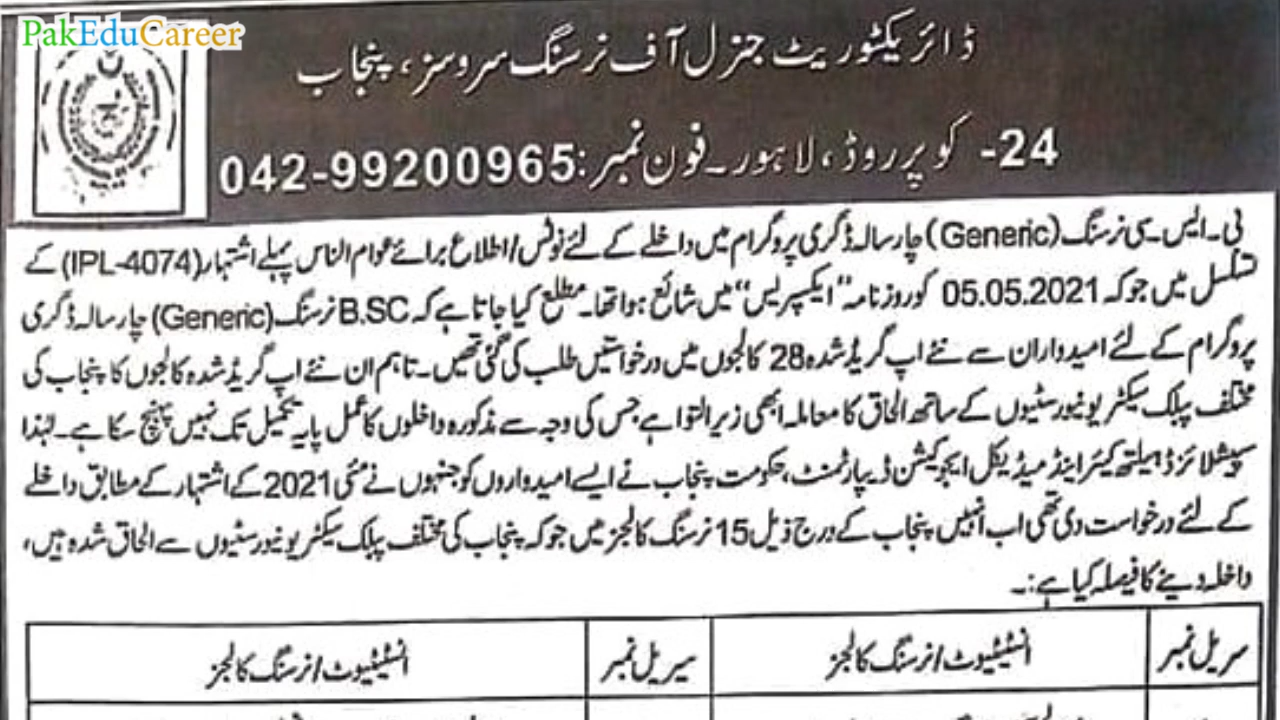 PakEduCareer
ڈائریکٹوریٹ جنرل آف نرسنگ سروسز، پنجاب
24- کوپر روڈ، لاہور۔ فون نمبر: 042-99200965
بی۔ایس۔سی نرسنگ (Generic) چار سالہ ڈگری پروگرام میں داخلے کے لئے نوٹس/اطلاع برائے عوام الناس پہلے اشتہار (IPL-4074) کے
تسلسل میں جو کہ 05.05.2021 کو روزنامہ "ایکسپریس" میں شائع ہوا تھا۔ مطلع کیا جاتا ہے کہ B.SC نرسنگ (Generic) چار سالہ ڈگری
پروگرام کے لئے امیدواران سے نئے اپ گریڈ شدہ 28 کالجوں میں درخواستیں طلب کی گئی تھیں۔ تاہم ان نئے اپ گریڈ شدہ کالجوں کا پنجاب کی
مختلف پبلک سیکٹر یونیورسٹیوں کے ساتھ الحاق کا معاملہ ابھی زیر التوا ہے جس کی وجہ سے مذکورہ داخلوں کا عمل پایہ تکمیل تک نہیں پہنچ سکا ہے۔ لہٰذا
سپیشلائزڈ ہیلتھ کیئر اینڈ میڈیکل ایجوکیشن ڈیپارٹمنٹ، حکومت پنجاب نے ایسے امیدواروں کو جنہوں نے مئی 2021 کے اشتہار کے مطابق داخلے
کے لئے درخواست دی تھی اب انہیں پنجاب کے درج ذیل 15 نرسنگ کالجز میں جو کہ پنجاب کی مختلف پبلک سیکٹر یونیورسٹیوں سے الحاق شدہ ہیں،
داخلہ دینے کا فیصلہ کیا ہے:۔
سریل نمبر انسٹیٹیوٹ/نرسنگ کالجز سیریل نمبر انسٹیٹیوٹ/نرسنگ کالجز